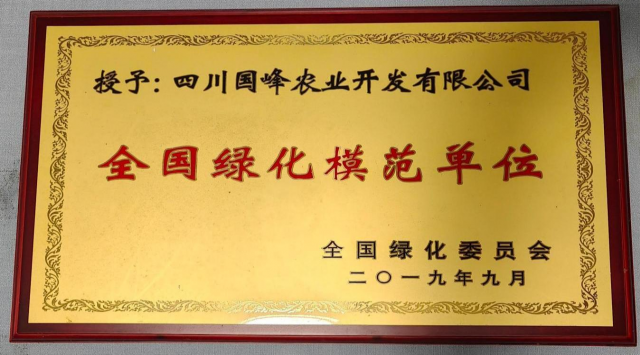 授予：四川国峰农业开发有限公司
全国绿化模范单位
全国绿化委员会
二〇一九年九月